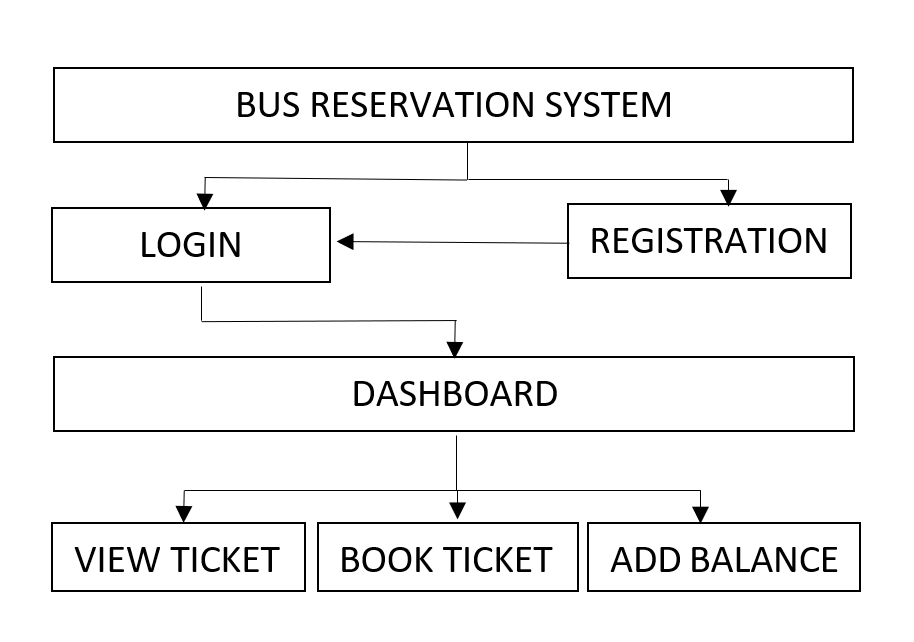 BUS RESERVATION SYSTEM
LOGIN
REGISTRATION
DASHBOARD
VIEW TICKET
BOOK TICKET
ADD BALANCE